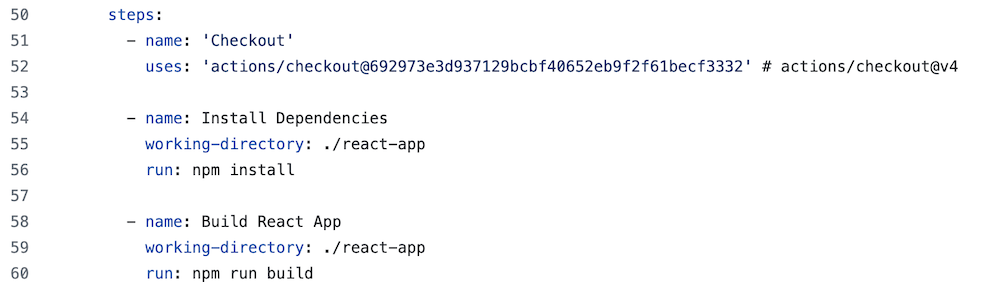 50 steps:
51 - name: 'Checkout'
52 uses: 'actions/checkout@692973e3d937129bcbf40652eb9f2f61becf3332' # actions/checkout@v4
53
54 - name: Install Dependencies
55 working-directory: ./react-app
56 run: npm install
57
58 - name: Build React App
59 working-directory: ./react-app
60 run: npm run build